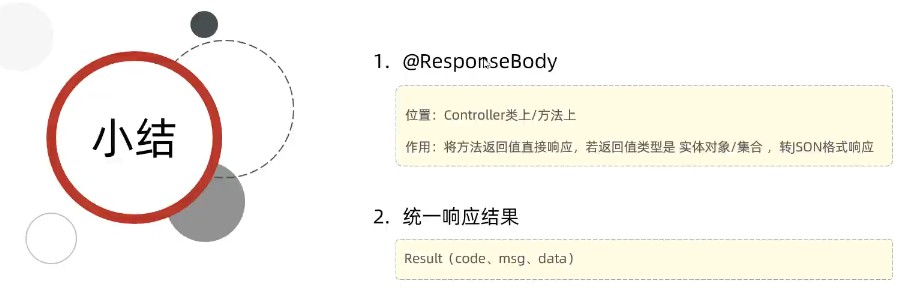 小结
1. @ResponseBody
位置：Controller类上/方法上
作用：将方法返回值直接响应，若返回值类型是 实体对象/集合 ，转JSON格式响应
2. 统一响应结果
Result（code、msg、data）